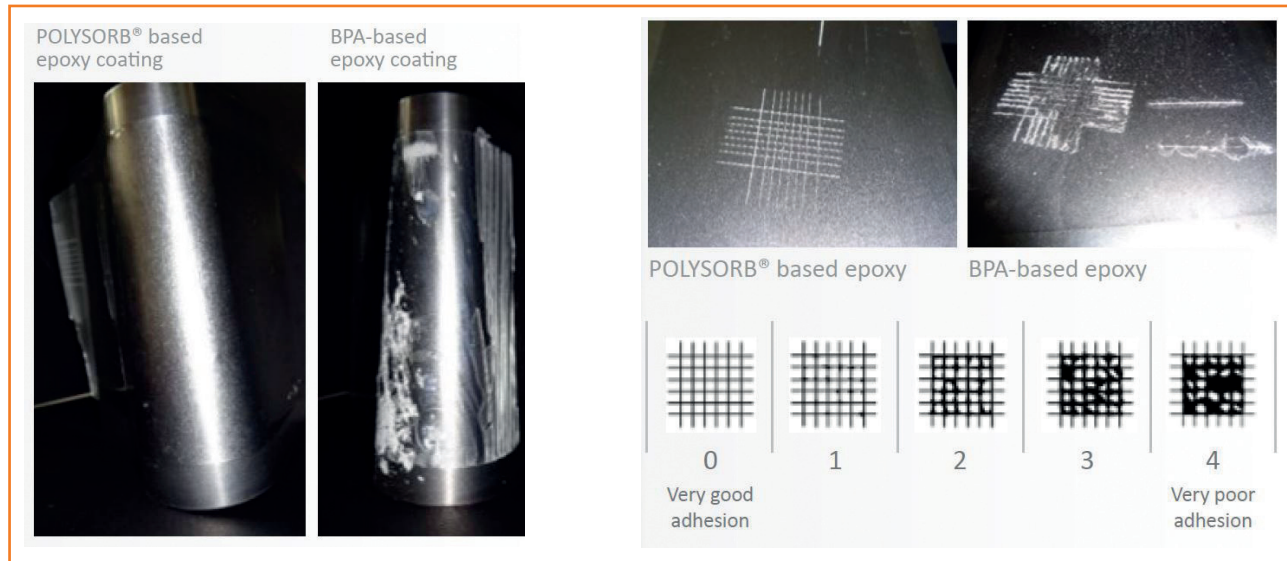 POLYSORB® based
epoxy coating
BPA-based
epoxy coating
POLYSORB® based epoxy
BPA-based epoxy
0
1
2
3
4
Very good
adhesion
Very poor
adhesion